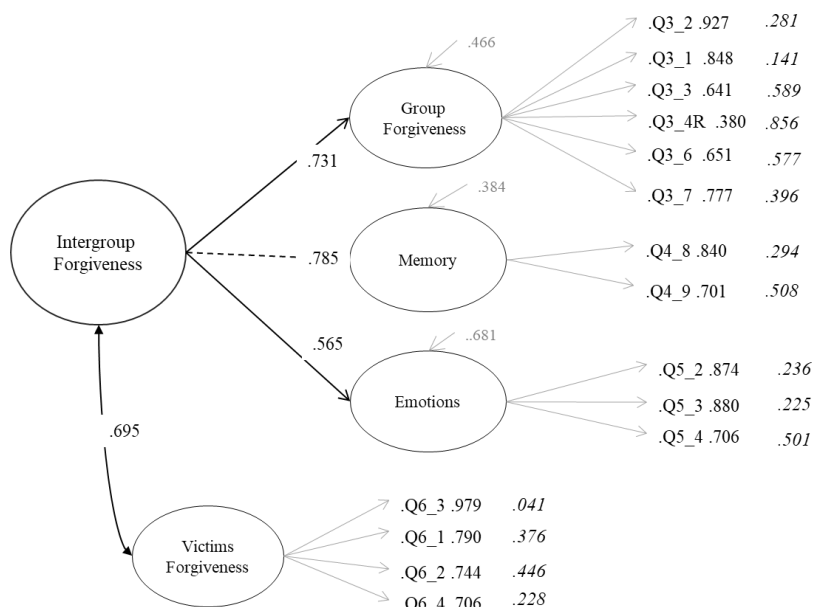 .466
.Q3_2 .927 .281
.Q3_1 .848 .141
.Q3_3 .641 .589
.Q3_4R .380 .856
.Q3_6 .651 .577
.Q3_7 .777 .396
Group
Forgiveness
.731
.384
Intergroup
Forgiveness
.785
Memory
.Q4_8 .840 .294
.Q4_9 .701 .508
.565
..681
Emotions
.Q5_2 .874 .236
.Q5_3 .880 .225
.Q5_4 .706 .501
.695
Victims
Forgiveness
.Q6_3 .979 .041
.Q6_1 .790 .376
.Q6_2 .744 .446
.Q6_4 .706 .228